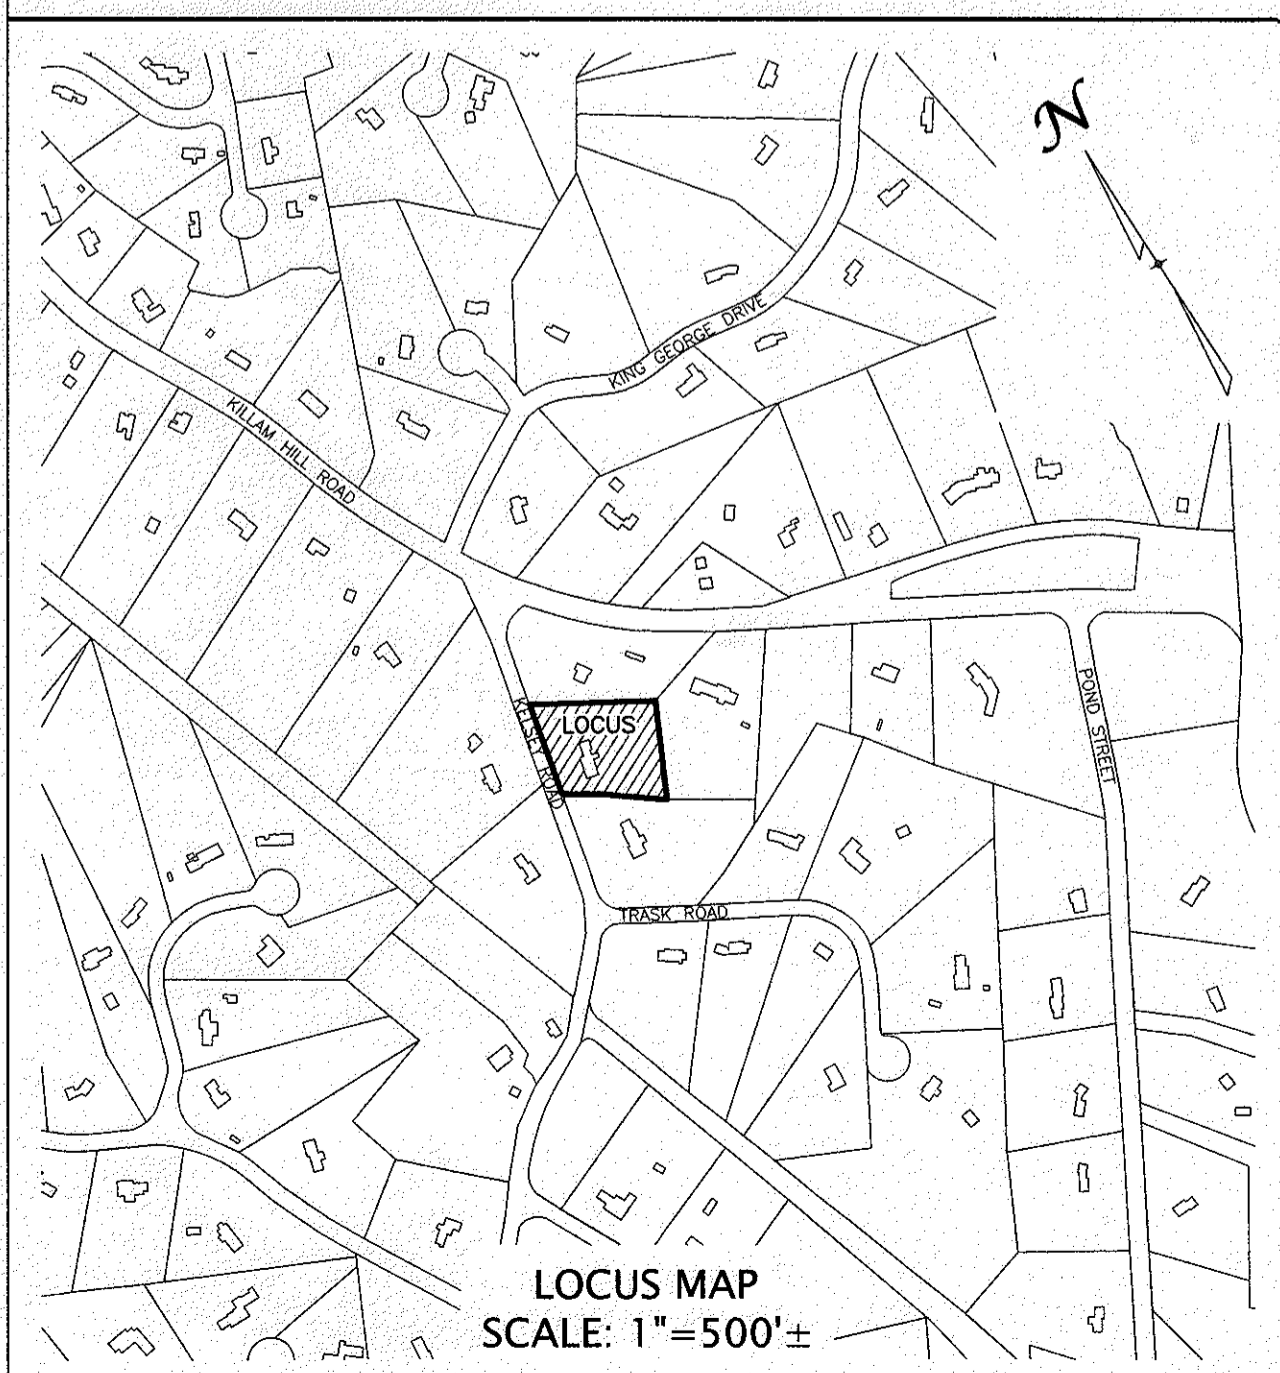 N
KING GEORGE DRIVE
KILLAM HILL ROAD
KELSEY ROAD
LOCUS
POND STREET
TRASK ROAD
LOCUS MAP
SCALE: 1"=500'±